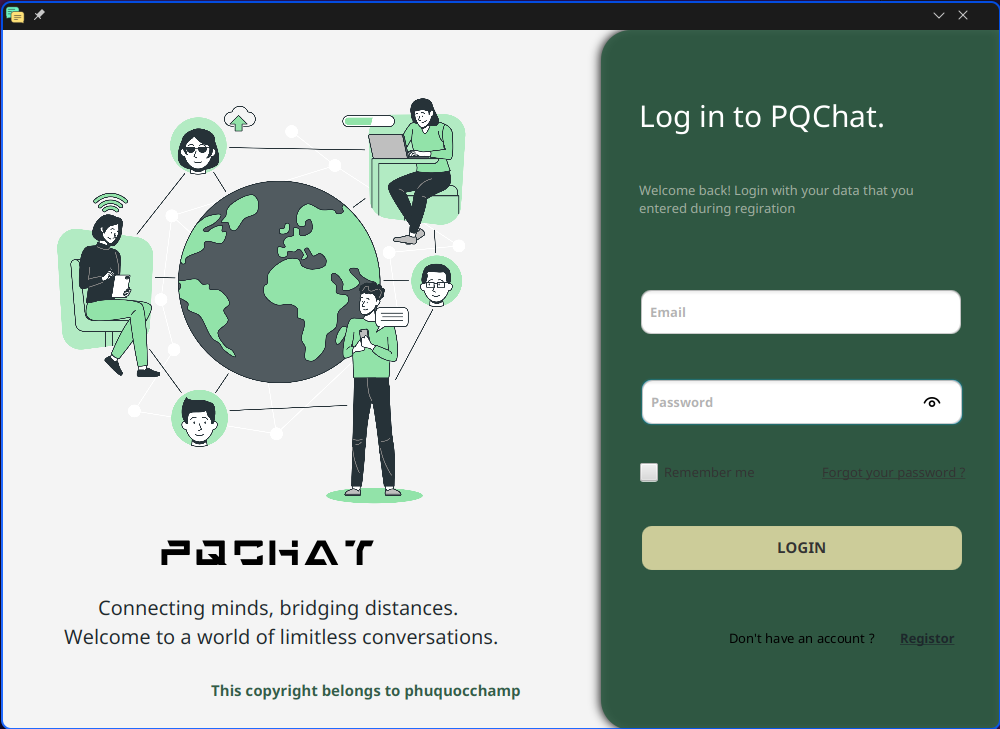 PQCHAT
Connecting minds, bridging distances.
Welcome to a world of limitless conversations.
This copyright belongs to phuquocchamp
Log in to PQChat.
Welcome back! Login with your data that you
entered during regiration
Email
Password
Remember me
Forgot your password ?
LOGIN
Don't have an account ?
Registor